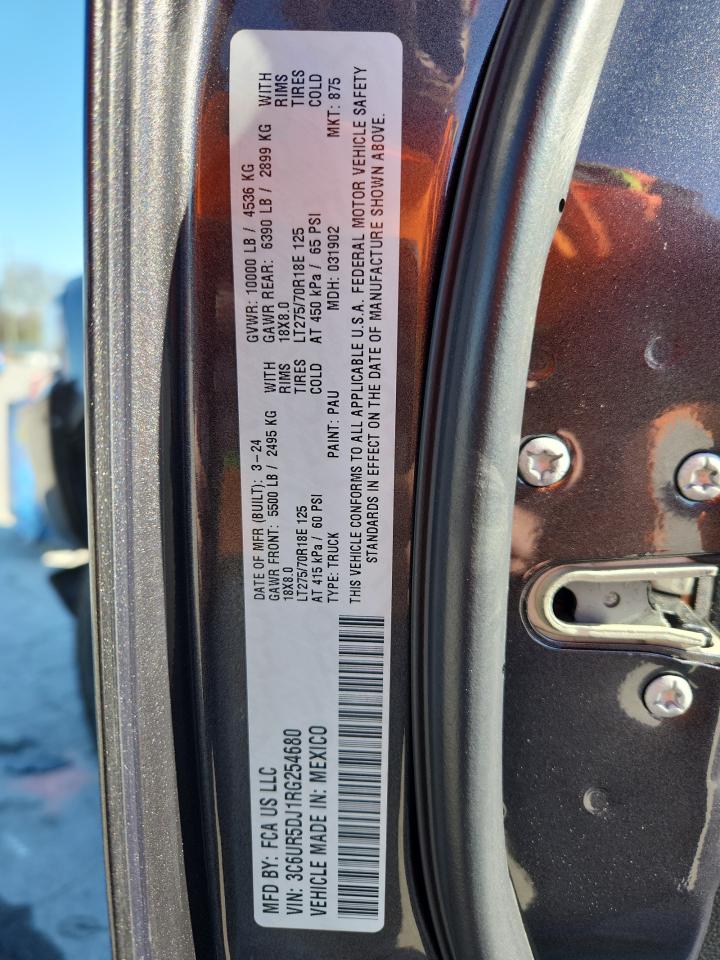 MFD BY: FCA US LLC
VIN: 3C6UR5DJ1RG254680
VEHICLE MADE IN: MEXICO
DATE OF MFR (BUILT): 3-24 GVWR: 10000 LB / 4536 KG
GAWR FRONT: 5500 LB / 2495 KG WITH GAWR REAR: 6390 LB / 2899 KG WITH
18X8.0 RIMS 18X8.0 RIMS
LT275/70R18E 125 TIRES LT275/70R18E 125 TIRES
AT 415 kPa / 60 PSI COLD AT 450 kPa / 65 PSI COLD
TYPE: TRUCK PAINT: PAU MDH: 031902 MKT: 875
THIS VEHICLE CONFORMS TO ALL APPLICABLE U.S.A. FEDERAL MOTOR VEHICLE SAFETY
STANDARDS IN EFFECT ON THE DATE OF MANUFACTURE SHOWN ABOVE.